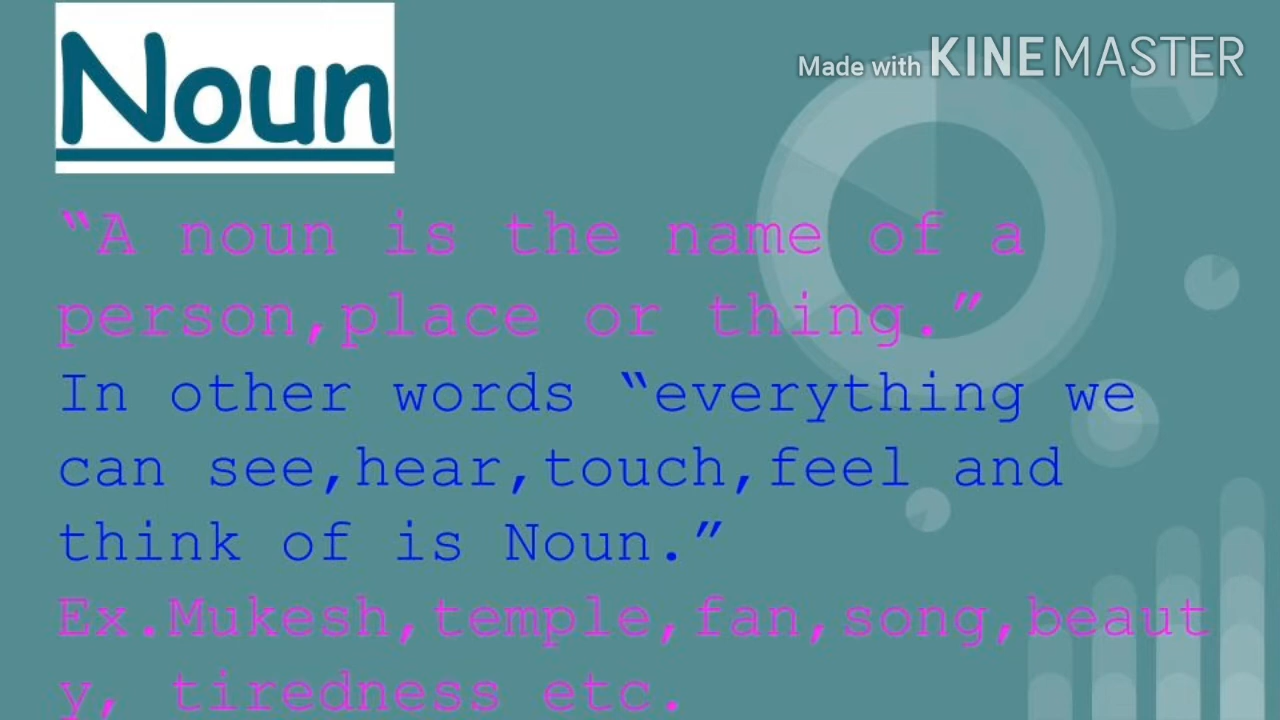 Noun
Made with KINEMASTER
“A noun is the name of a
person,place or thing.”
In other words “everything we
can see,hear,touch,feel and
think of is Noun.”
Ex.Mukesh,temple,fan,song,beaut
y, tiredness etc.